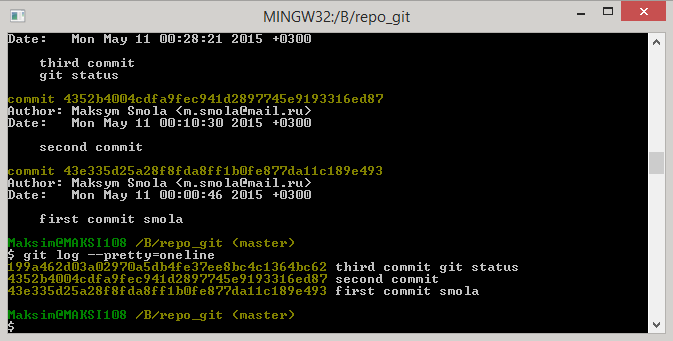 MINGW32:/B/repo_git
Date:   Mon May 11 00:28:21 2015 +0300
third commit
git status
commit 4352b4004cdfa9fec941d2897745e9193316ed87
Author: Maksym Smola <m.smola@mail.ru>
Date:   Mon May 11 00:10:30 2015 +0300
second commit
commit 43e335d25a28f8fda8ff1b0fe877da11c189e493
Author: Maksym Smola <m.smola@mail.ru>
Date:   Mon May 11 00:00:46 2015 +0300
first commit smola
Maksim@MAKSI108 /B/repo_git (master)
$ git log --pretty=oneline
199a462d03a02970a5db4fe37ee8bc4c1364bc62 third commit git status
4352b4004cdfa9fec941d2897745e9193316ed87 second commit
43e335d25a28f8fda8ff1b0fe877da11c189e493 first commit smola
Maksim@MAKSI108 /B/repo_git (master)
$